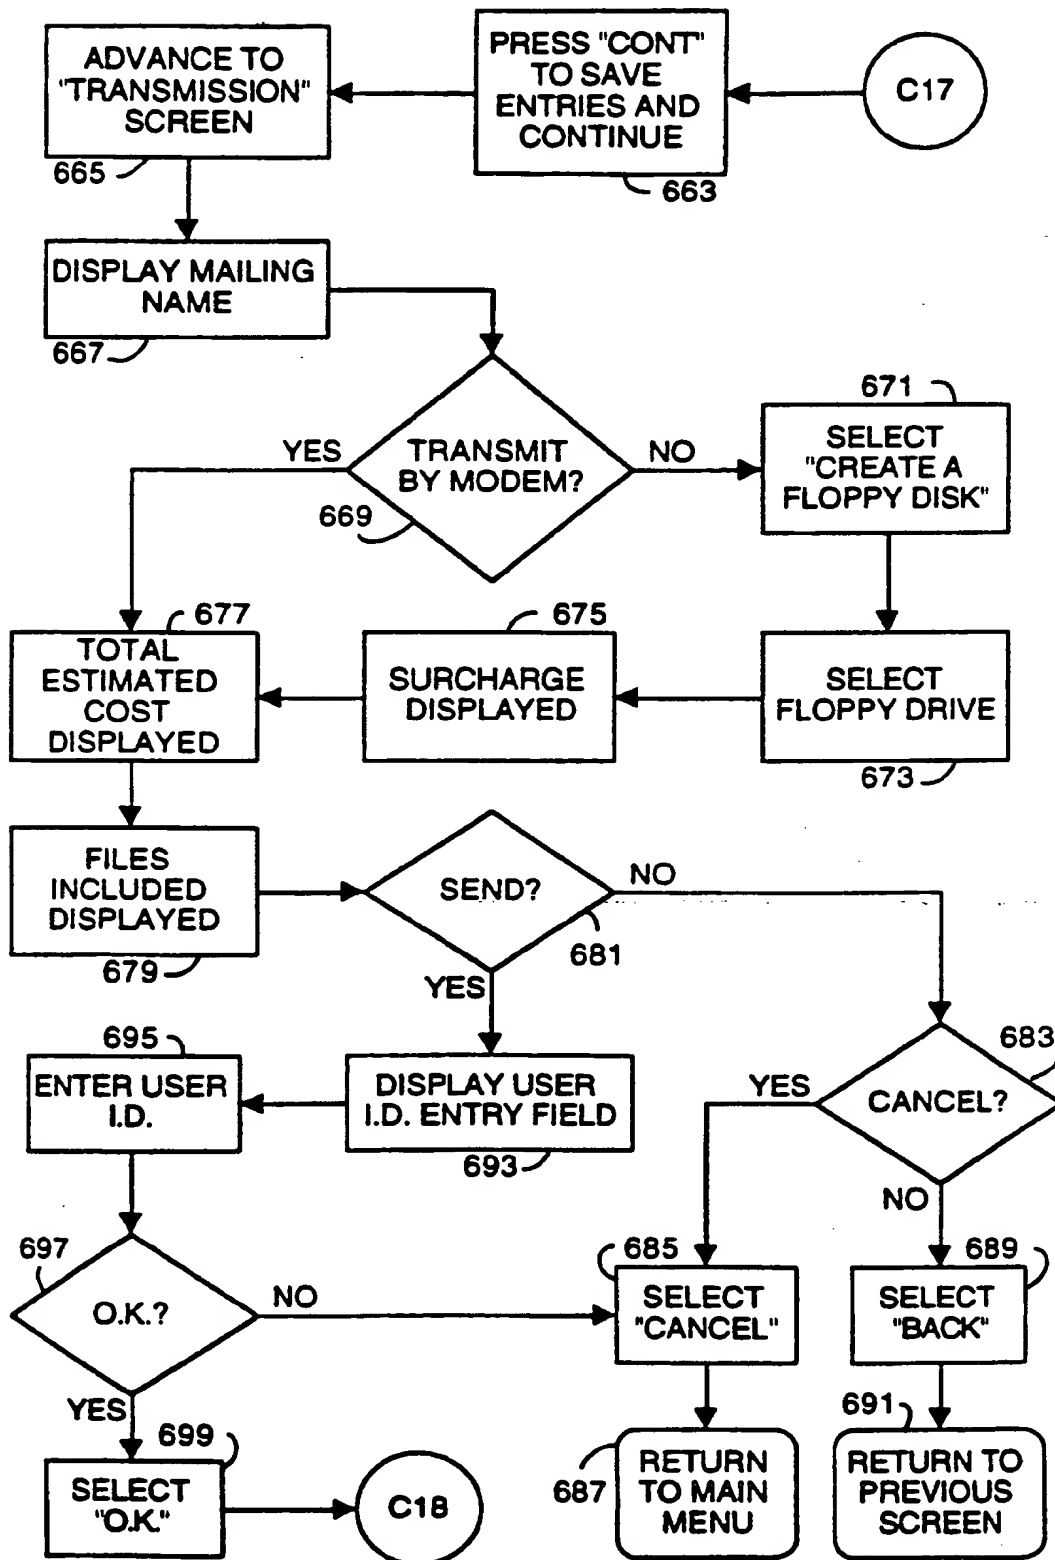 ADVANCE TO
"TRANSMISSION"
SCREEN
665
PRESS "CONT"
TO SAVE
ENTRIES AND
CONTINUE
663
C17
DISPLAY MAILING
NAME
667
TRANSMIT
BY MODEM?
669
YES
NO
671
SELECT
"CREATE A
FLOPPY DISK"
677
TOTAL
ESTIMATED
COST
DISPLAYED
675
SURCHARGE
DISPLAYED
SELECT
FLOPPY DRIVE
673
FILES
INCLUDED
DISPLAYED
679
SEND?
681
NO
YES
695
ENTER USER
I.D.
DISPLAY USER
I.D. ENTRY FIELD
693
683
CANCEL?
YES
NO
697
O.K.?
NO
YES
685
SELECT
"CANCEL"
689
SELECT
"BACK"
699
SELECT
"O.K."
C18
687
RETURN
TO MAIN
MENU
691
RETURN TO
PREVIOUS
SCREEN